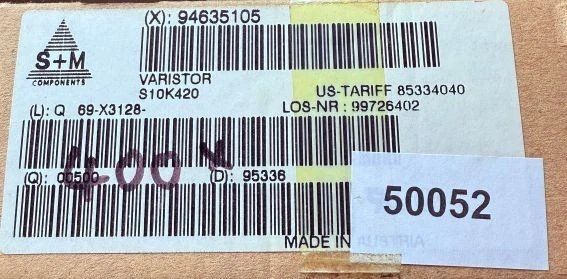 (X): 94635105
S+M
COMPONENTS
VARISTOR
S10K420
US-TARIFF 85334040
(L): Q 69-X3128-
LOS-NR : 99726402
400 x
(Q): 00500
(D): 95336
50052
MADE IN